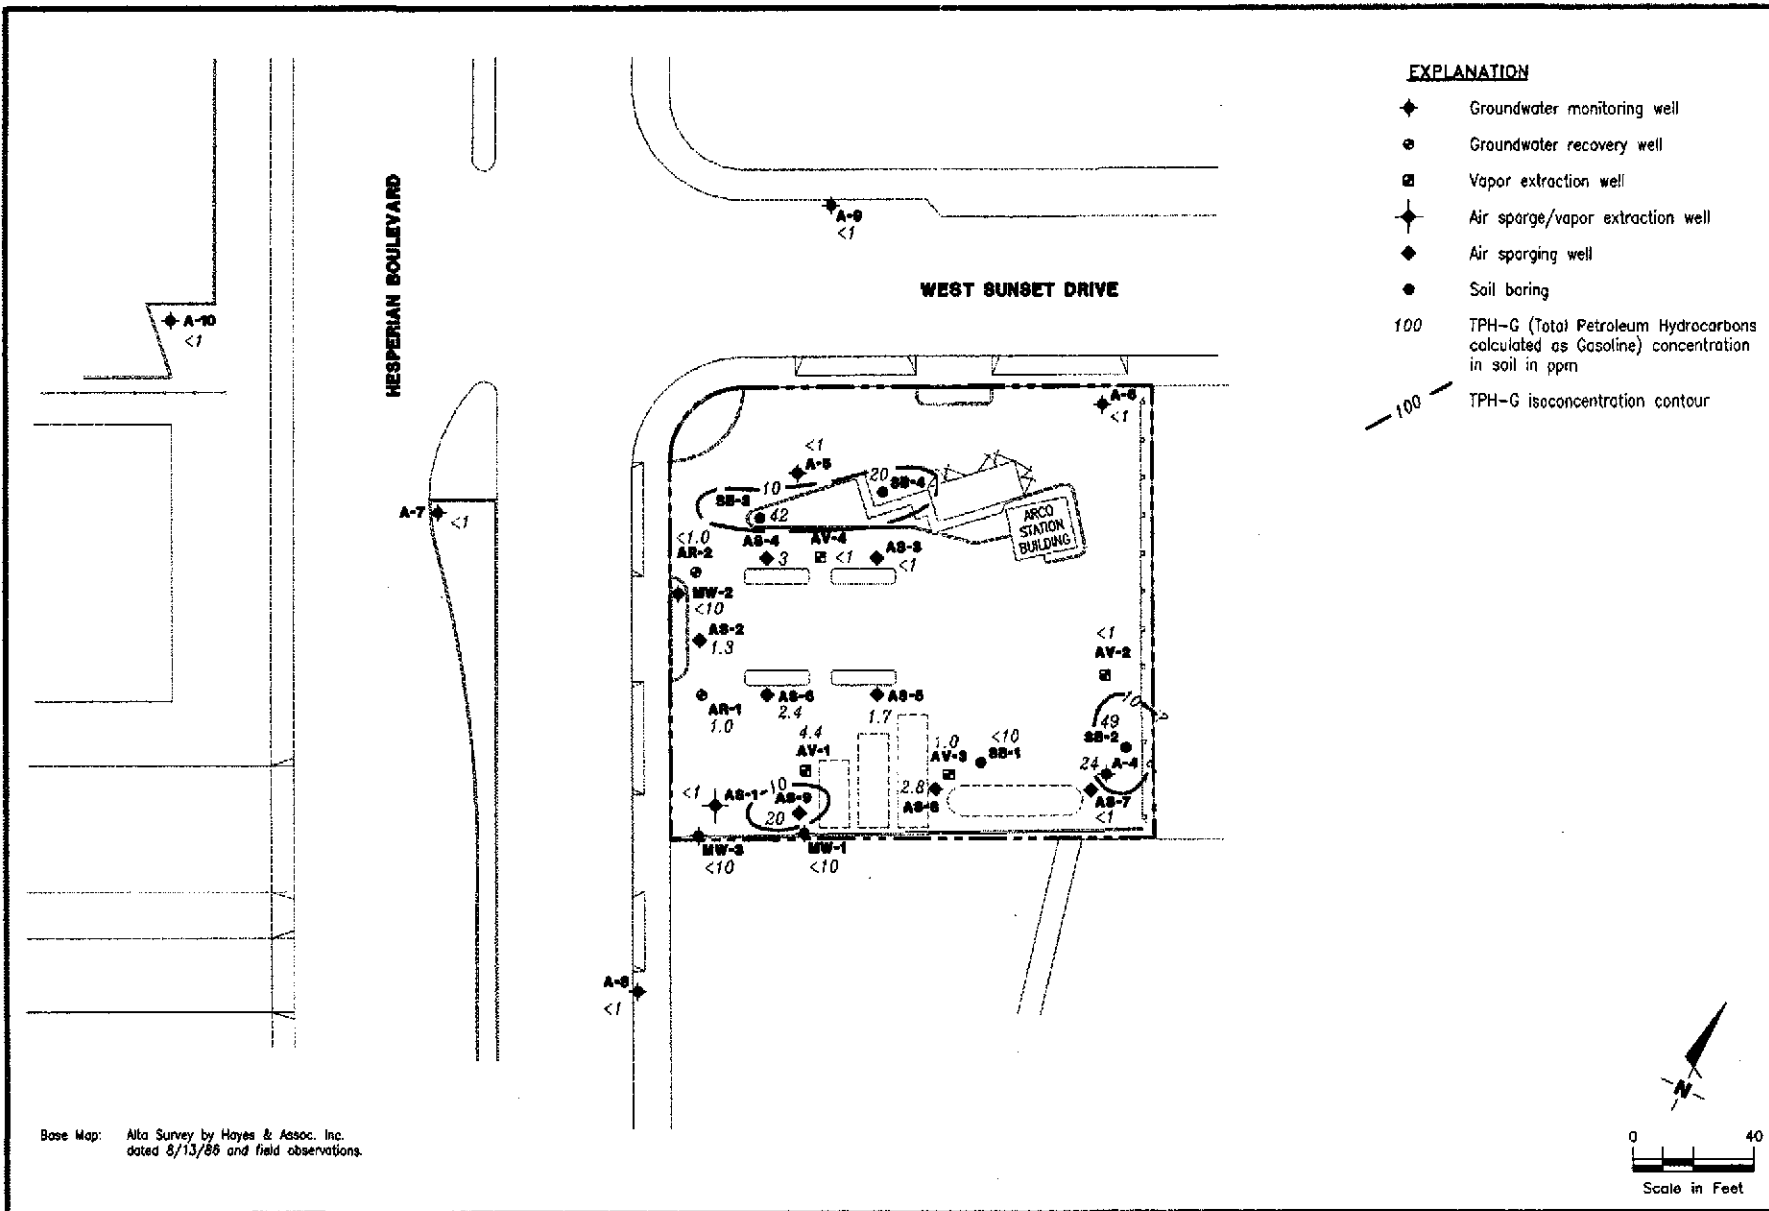 EXPLANATION
Groundwater monitoring well
Groundwater recovery well
Vapor extraction well
Air sparge/vapor extraction well
Air sparging well
Soil boring
100 TPH-G (Total Petroleum Hydrocarbons
calculated as Gasoline) concentration
in soil in ppm
100 TPH-G isoconcentration contour
HESPERIAN BOULEVARD
WEST SUNSET DRIVE
A-9
<1
A-10
<1
A-6
<1
<1
A-5
20
SB-4
10
SB-3
42
ARCO
STATION
BUILDING
A-7
<1
<1.0
AR-2
AS-4
3
AV-4
<1
AS-3
<1
MW-2
<10
AS-2
1.3
<1
AV-2
AR-1
1.0
AS-6
2.4
AS-5
1.7
10
49
SB-2
4.4
AV-1
1.0
AV-3
<10
SB-1
24
A-4
<1
AS-1
10
AS-9
20
2.8
AS-7
<1
MW-3
<10
MW-1
<10
A-8
<1
Base Map: Alta Survey by Hayes & Assoc. Inc.
dated 8/13/86 and field observations.
N
0 40
Scale in Feet